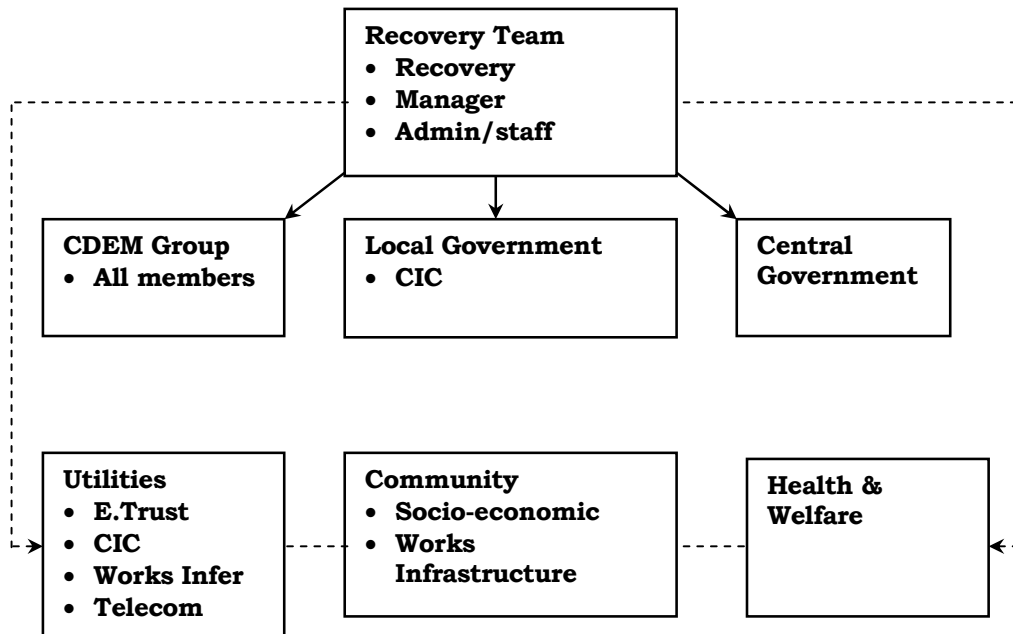 Recovery Team
• Recovery
• Manager
• Admin/staff
CDEM Group
• All members
Local Government
• CIC
Central
Government
Utilities
• E.Trust
• CIC
• Works Infer
• Telecom
Community
• Socio-economic
• Works
Infrastructure
Health &
Welfare